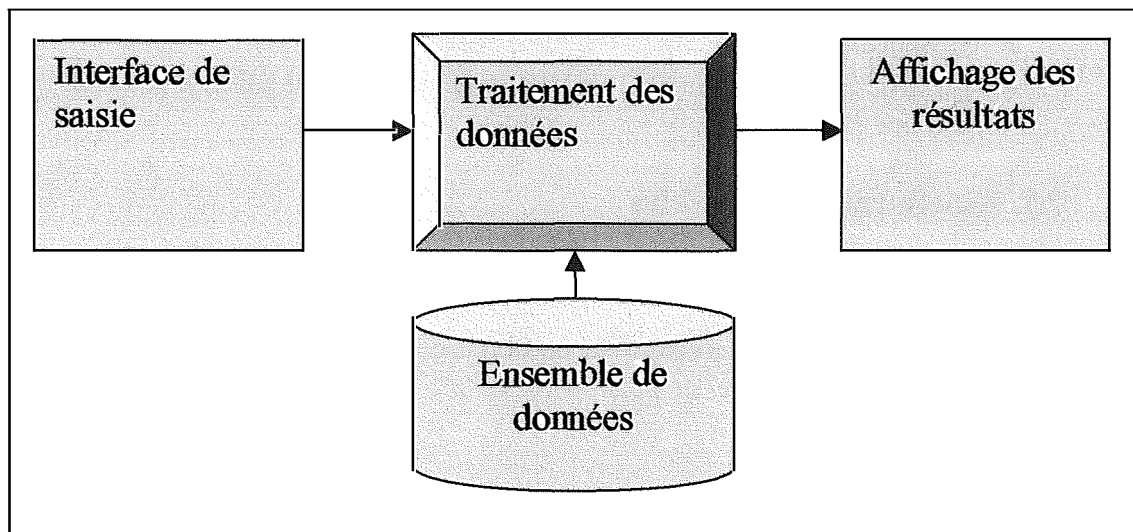 Interface de
saisie
Traitement des
données
Affichage des
résultats
Ensemble de
données